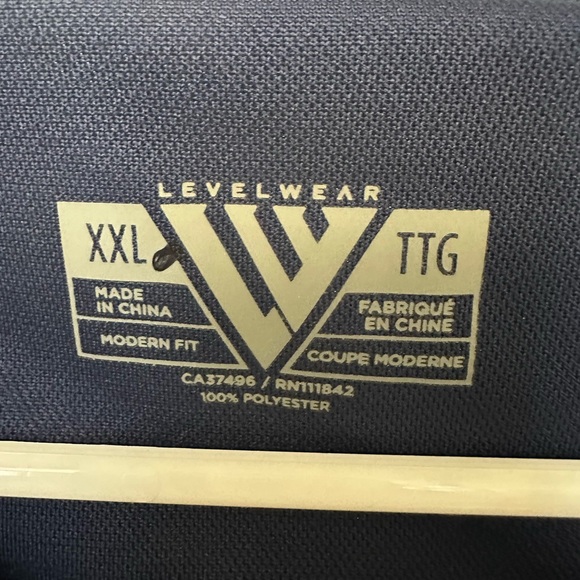 LEVELWEAR
XXL
TTG
MADE
IN CHINA
FABRIQUÉ
EN CHINE
MODERN FIT
COUPE MODERNE
CA37496 / RN111842
100% POLYESTER